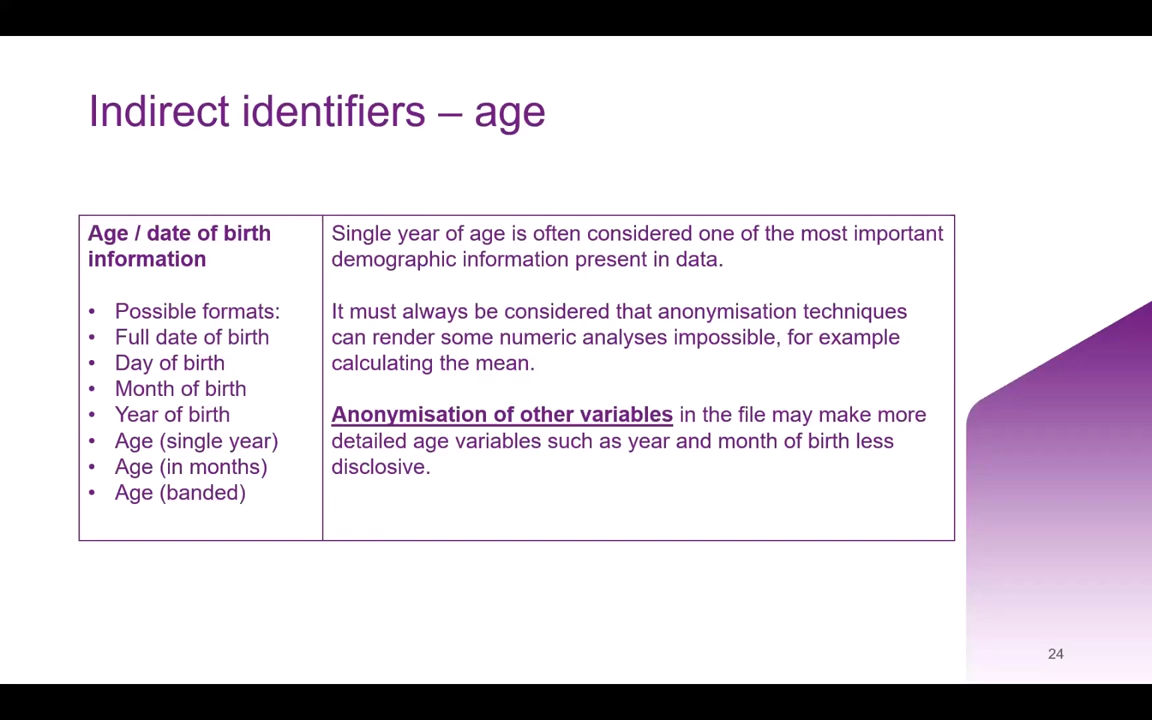 Indirect identifiers – age
Age / date of birth
information
• Possible formats:
• Full date of birth
• Day of birth
• Month of birth
• Year of birth
• Age (single year)
• Age (in months)
• Age (banded)
Single year of age is often considered one of the most important
demographic information present in data.
It must always be considered that anonymisation techniques
can render some numeric analyses impossible, for example
calculating the mean.
Anonymisation of other variables in the file may make more
detailed age variables such as year and month of birth less
disclosive.
24